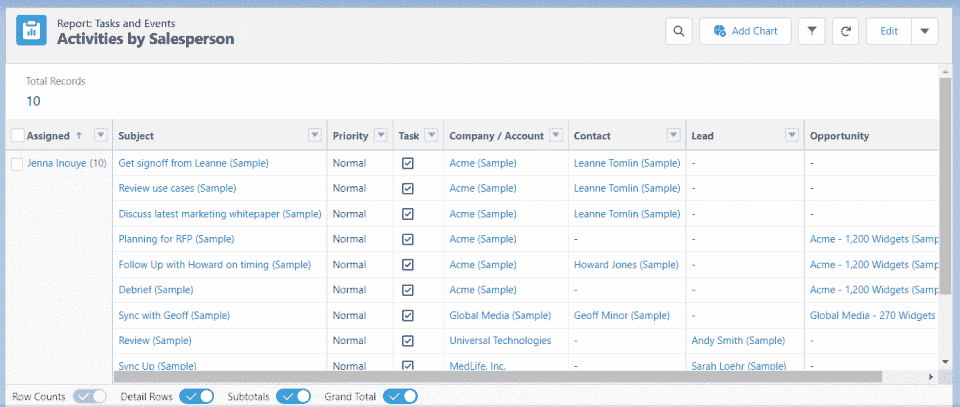 Report: Tasks and Events
Activities by Salesperson
Add Chart
Edit
Total Records
10
Assigned ↑ Subject Priority Task Company / Account Contact Lead Opportunity
Jenna Inouye (10) Get signoff from Leanne (Sample) Normal Acme (Sample) Leanne Tomlin (Sample) - -
Review use cases (Sample) Normal Acme (Sample) Leanne Tomlin (Sample) - -
Discuss latest marketing whitepaper (Sample) Normal Acme (Sample) Leanne Tomlin (Sample) - -
Planning for RFP (Sample) Normal Acme (Sample) - - Acme - 1,200 Widgets (Samp
Follow Up with Howard on timing (Sample) Normal Acme (Sample) Howard Jones (Sample) - Acme - 1,200 Widgets (Samp
Debrief (Sample) Normal Acme (Sample) - - Acme - 1,200 Widgets (Samp
Sync with Geoff (Sample) Normal Global Media (Sample) Geoff Minor (Sample) - Global Media - 270 Widgets
Review (Sample) Normal Universal Technologies - Andy Smith (Sample) -
Sync Up (Sample) Normal MedLife, Inc. - Sarah Loehr (Sample) -
Row Counts Detail Rows Subtotals Grand Total